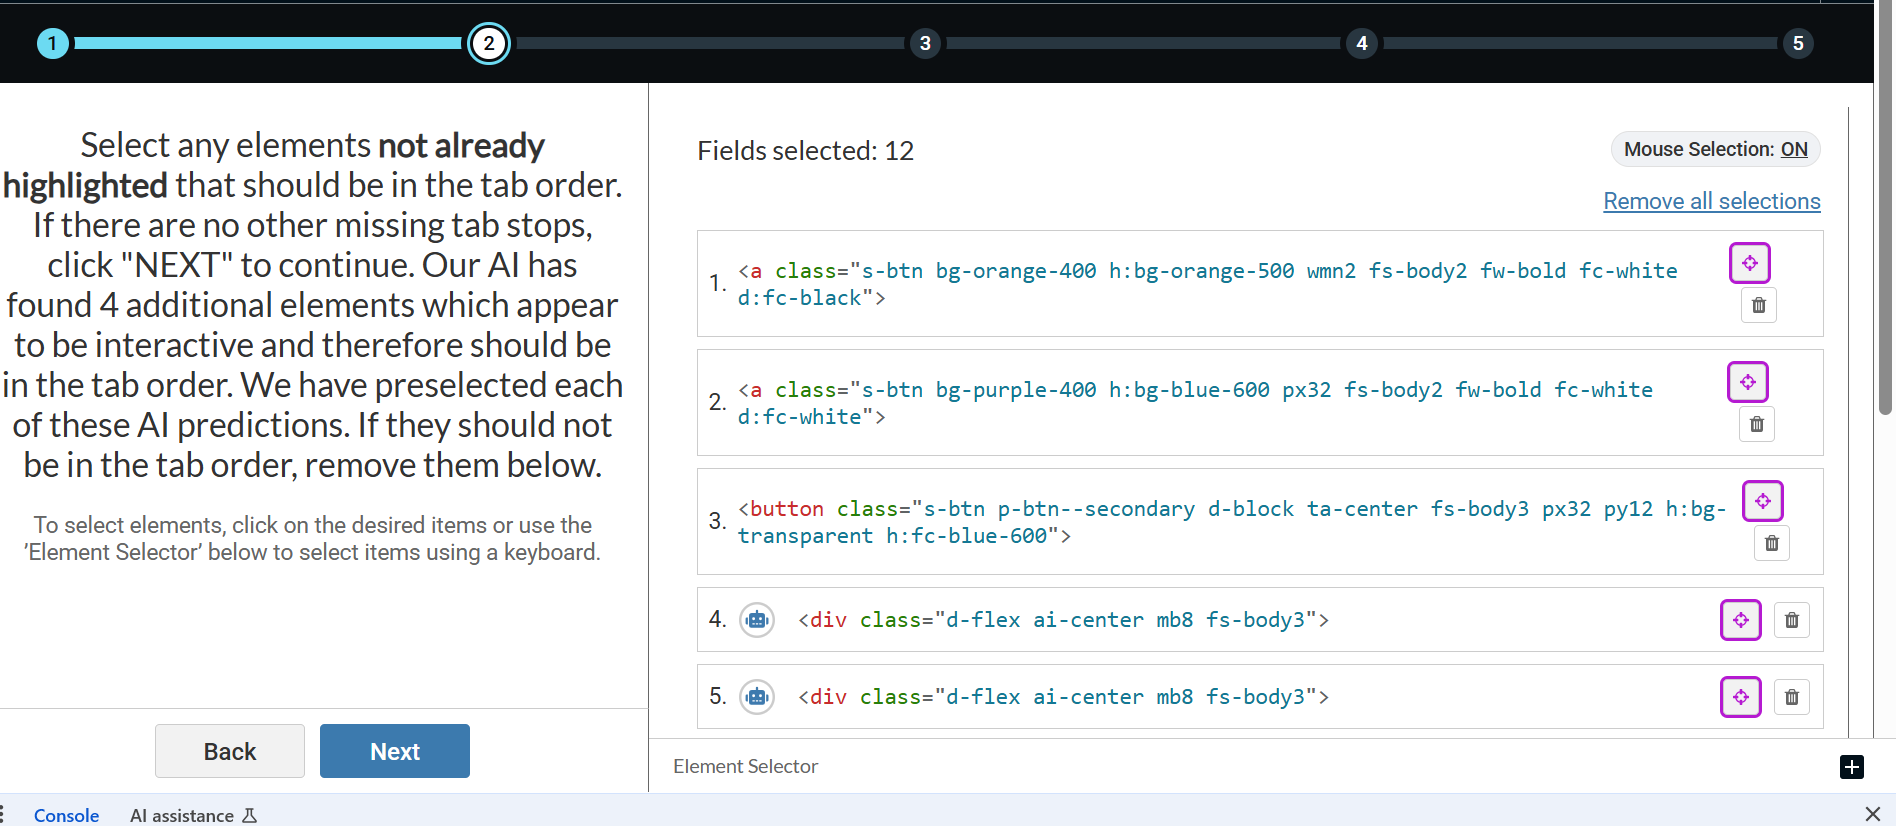 1
2
3
4
5
Select any elements not already
highlighted that should be in the tab order.
If there are no other missing tab stops,
click "NEXT" to continue. Our AI has
found 4 additional elements which appear
to be interactive and therefore should be
in the tab order. We have preselected each
of these AI predictions. If they should not
be in the tab order, remove them below.
To select elements, click on the desired items or use the
'Element Selector' below to select items using a keyboard.
Back
Next
Fields selected: 12
Mouse Selection: ON
Remove all selections
1. <a class="s-btn bg-orange-400 h:bg-orange-500 wmn2 fs-body2 fw-bold fc-white
d:fc-black">
2. <a class="s-btn bg-purple-400 h:bg-blue-600 px32 fs-body2 fw-bold fc-white
d:fc-white">
3. <button class="s-btn p-btn--secondary d-block ta-center fs-body3 px32 py12 h:bg-
transparent h:fc-blue-600">
4. <div class="d-flex ai-center mb8 fs-body3">
5. <div class="d-flex ai-center mb8 fs-body3">
Element Selector
Console
AI assistance